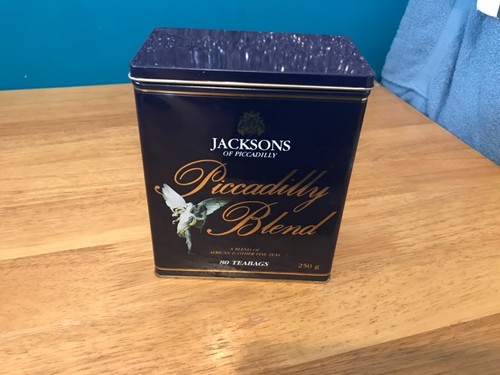 JACKSONS
OF PICCADILLY
Piccadilly
Blend
A BLEND OF
AFRICAN & OTHER FINE TEAS
80 TEABAGS
250 g